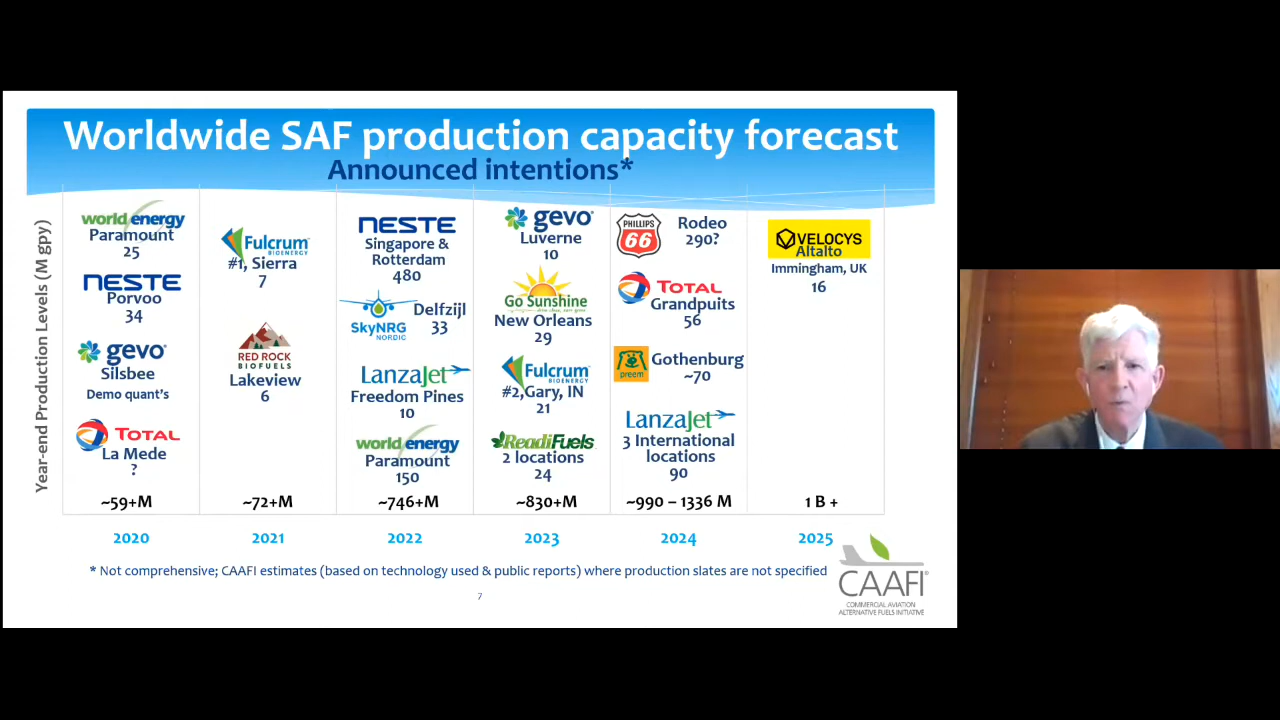 Worldwide SAF production capacity forecast
Announced intentions*
Year-end Production Levels (M gpy)
world energy
Paramount
25
NESTE
Porvoo
34
gevo
Silsbee
Demo quant's
TOTAL
La Mede
?
~59+M
2020
Fulcrum
BIOENERGY
#1, Sierra
7
RED ROCK
BIOFUELS
Lakeview
6
~72+M
2021
NESTE
Singapore &
Rotterdam
480
SkyNRG
NORDIC
Delfzijl
33
LanzaJet
Freedom Pines
10
world energy
Paramount
150
~746+M
2022
gevo
Luverne
10
Go Sunshine
New Orleans
29
Fulcrum
BIOENERGY
#2,Gary, IN
21
ReadiFuels
2 locations
24
~830+M
2023
PHILLIPS
66
Rodeo
290?
TOTAL
Grandpuits
56
preem
Gothenburg
~70
LanzaJet
3 International
locations
90
~990 – 1336 M
2024
VELOCYS
Altalto
Immingham, UK
16
1 B +
2025
* Not comprehensive; CAAFI estimates (based on technology used & public reports) where production slates are not specified
7
CAAFI
COMMERCIAL AVIATION
ALTERNATIVE FUELS INITIATIVE